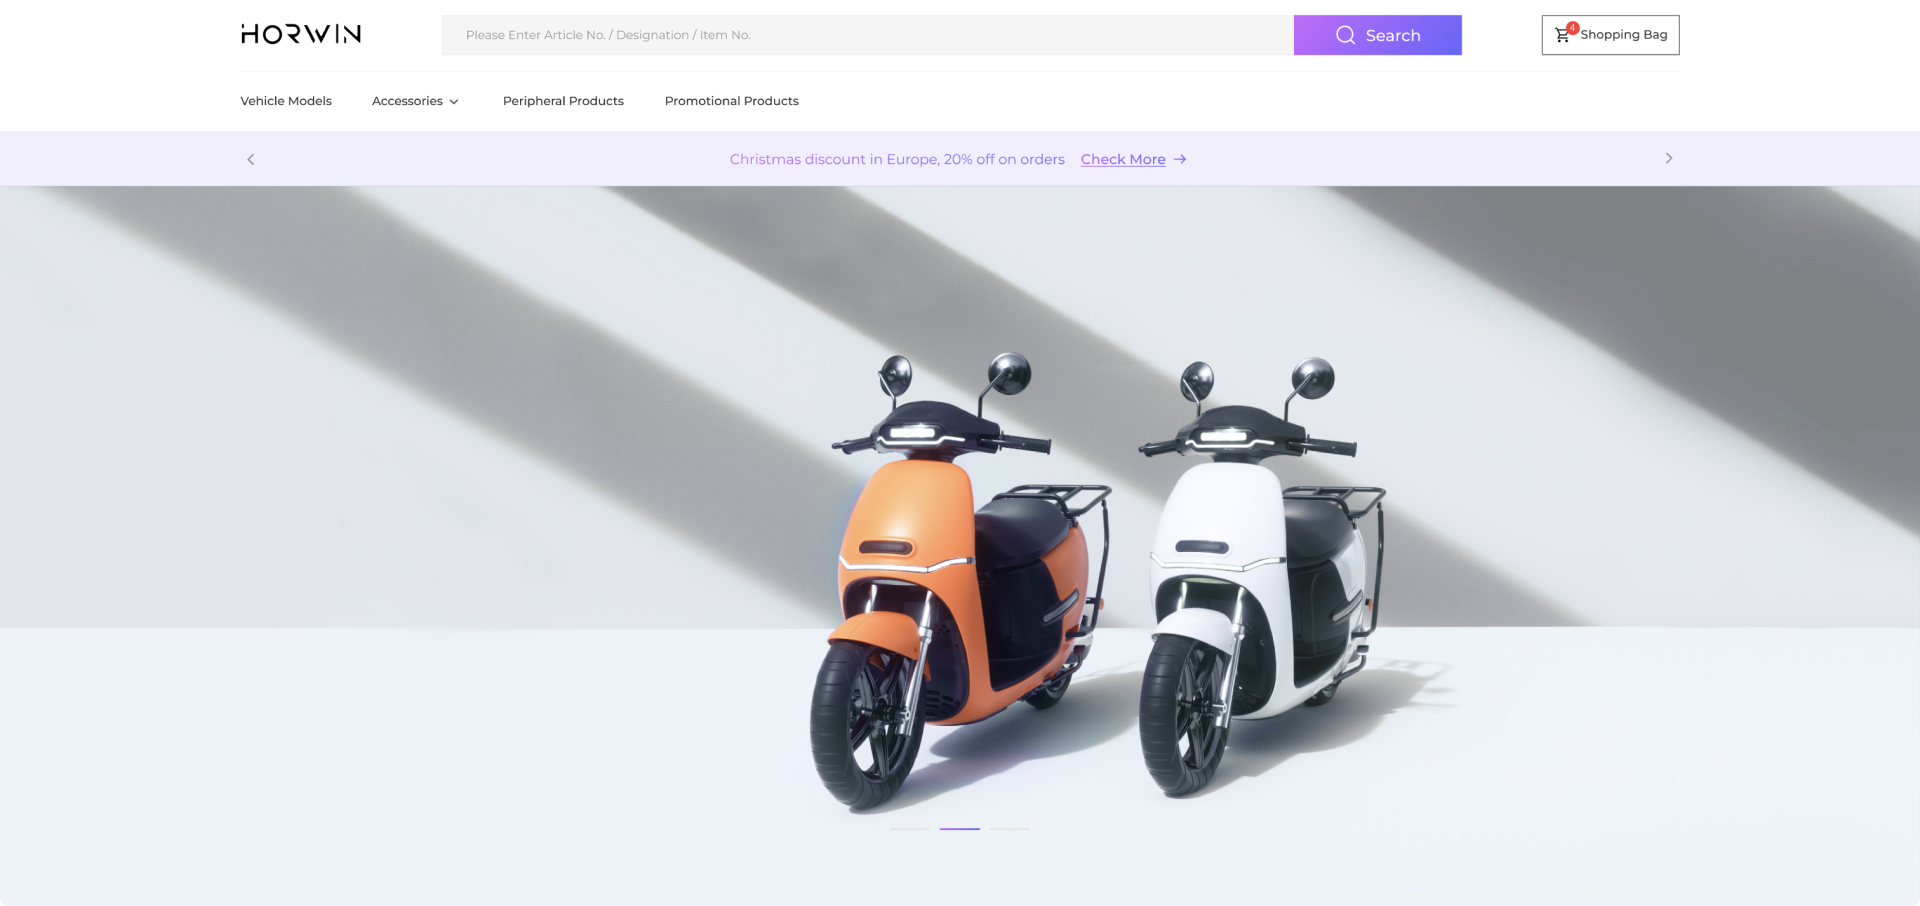 HORWIN
Please Enter Article No. / Designation / Item No.
Search
4
Shopping Bag
Vehicle Models
Accessories
Peripheral Products
Promotional Products
Christmas discount in Europe, 20% off on orders
Check More